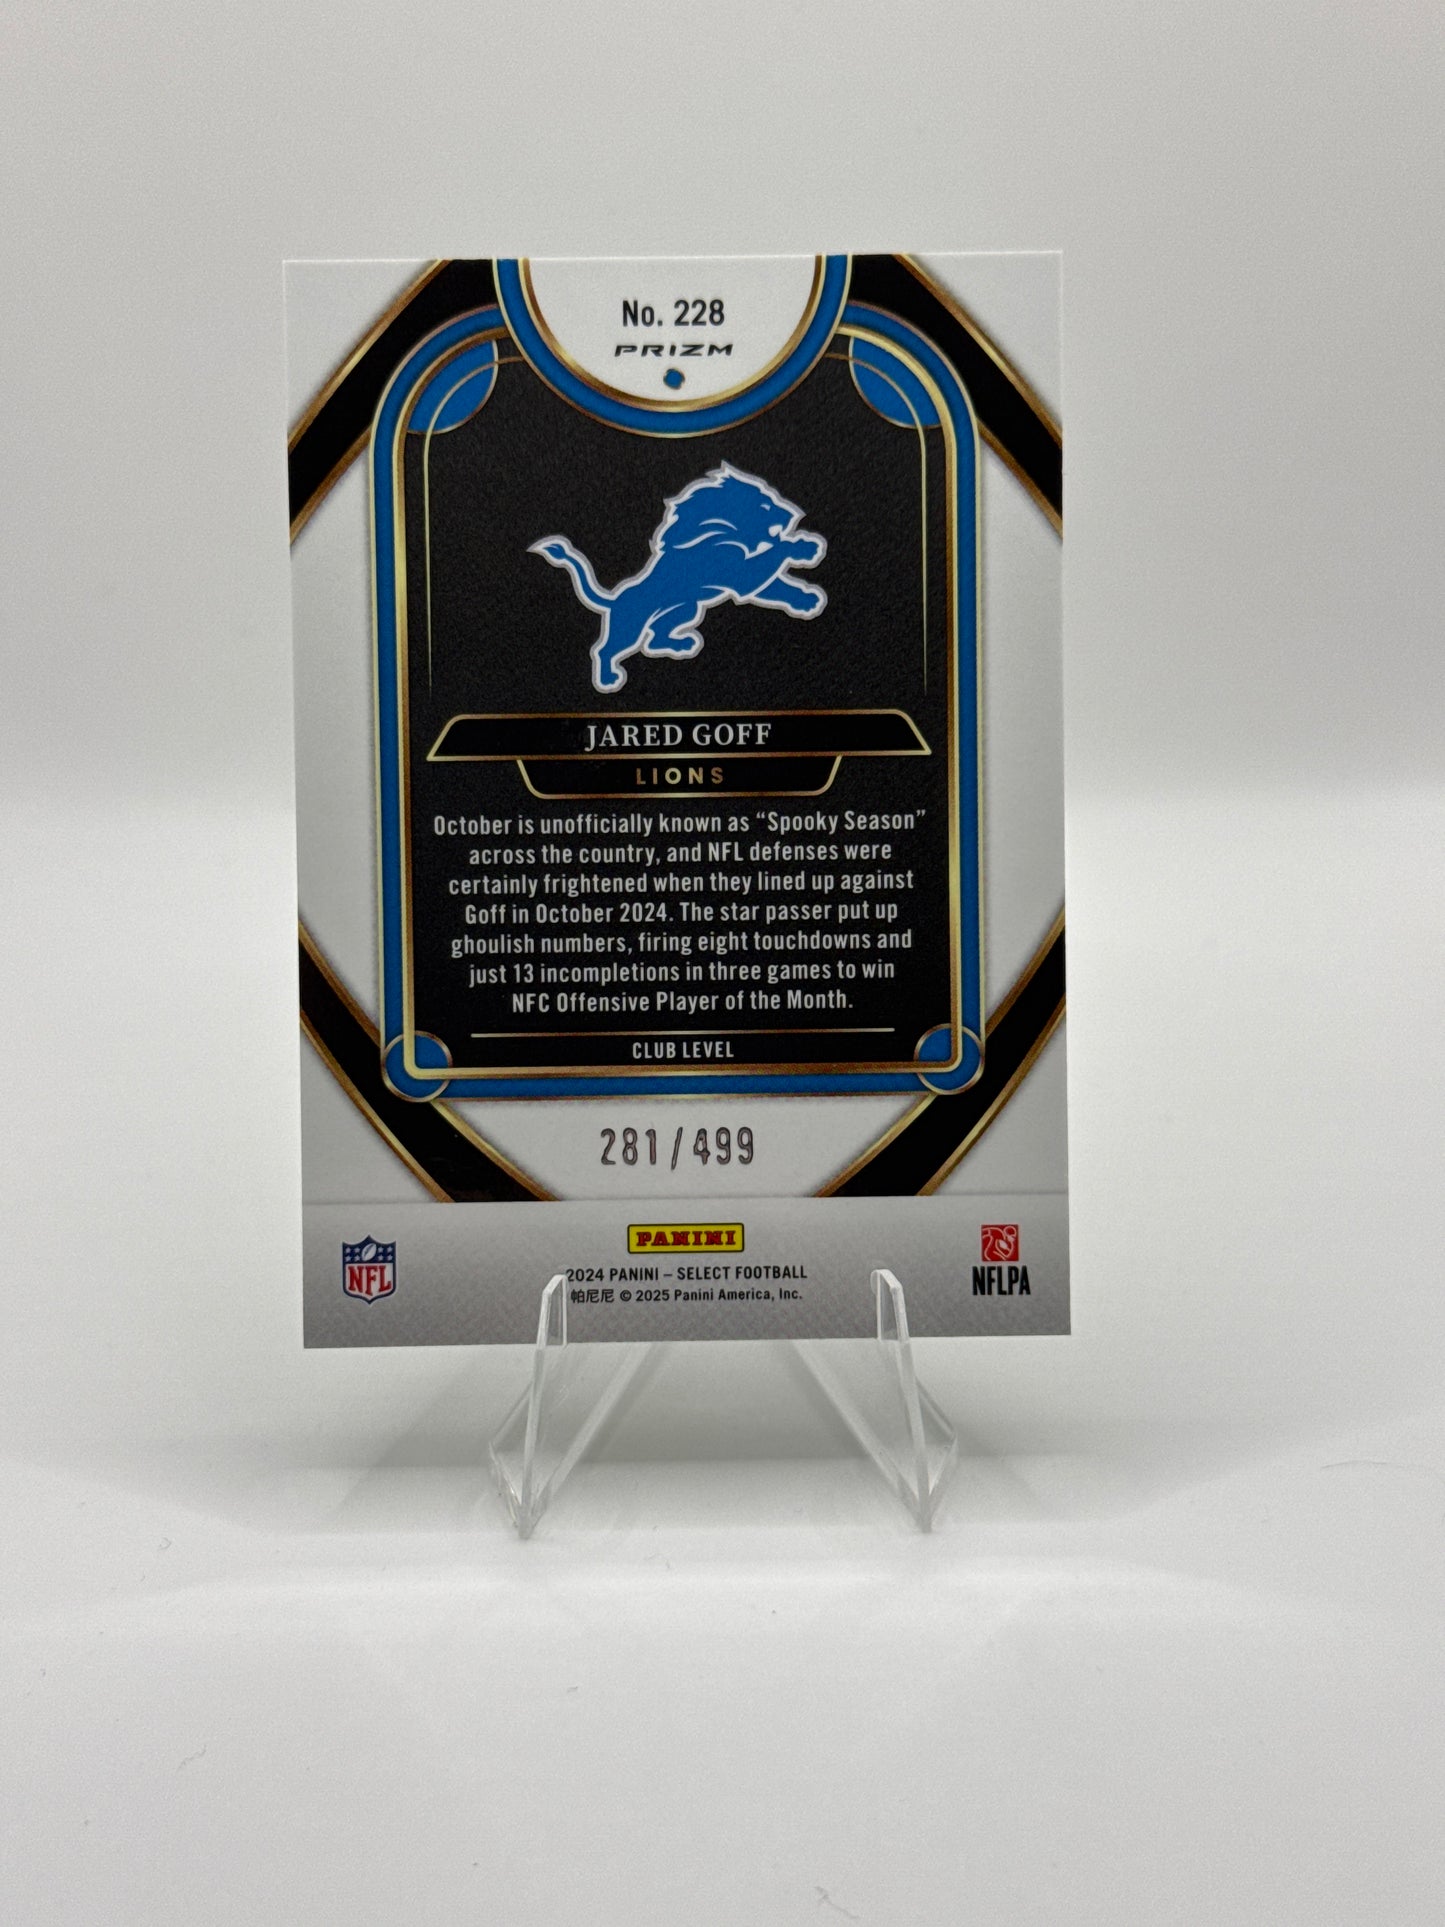 No. 228
PRIZM
JARED GOFF
LIONS
October is unofficially known as “Spooky Season”
across the country, and NFL defenses were
certainly frightened when they lined up against
Goff in October 2024. The star passer put up
ghoulish numbers, firing eight touchdowns and
just 13 incompletions in three games to win
NFC Offensive Player of the Month.
CLUB LEVEL
281/499
PANINI
NFL
2024 PANINI – SELECT FOOTBALL
帕尼尼 © 2025 Panini America, Inc.
NFLPA